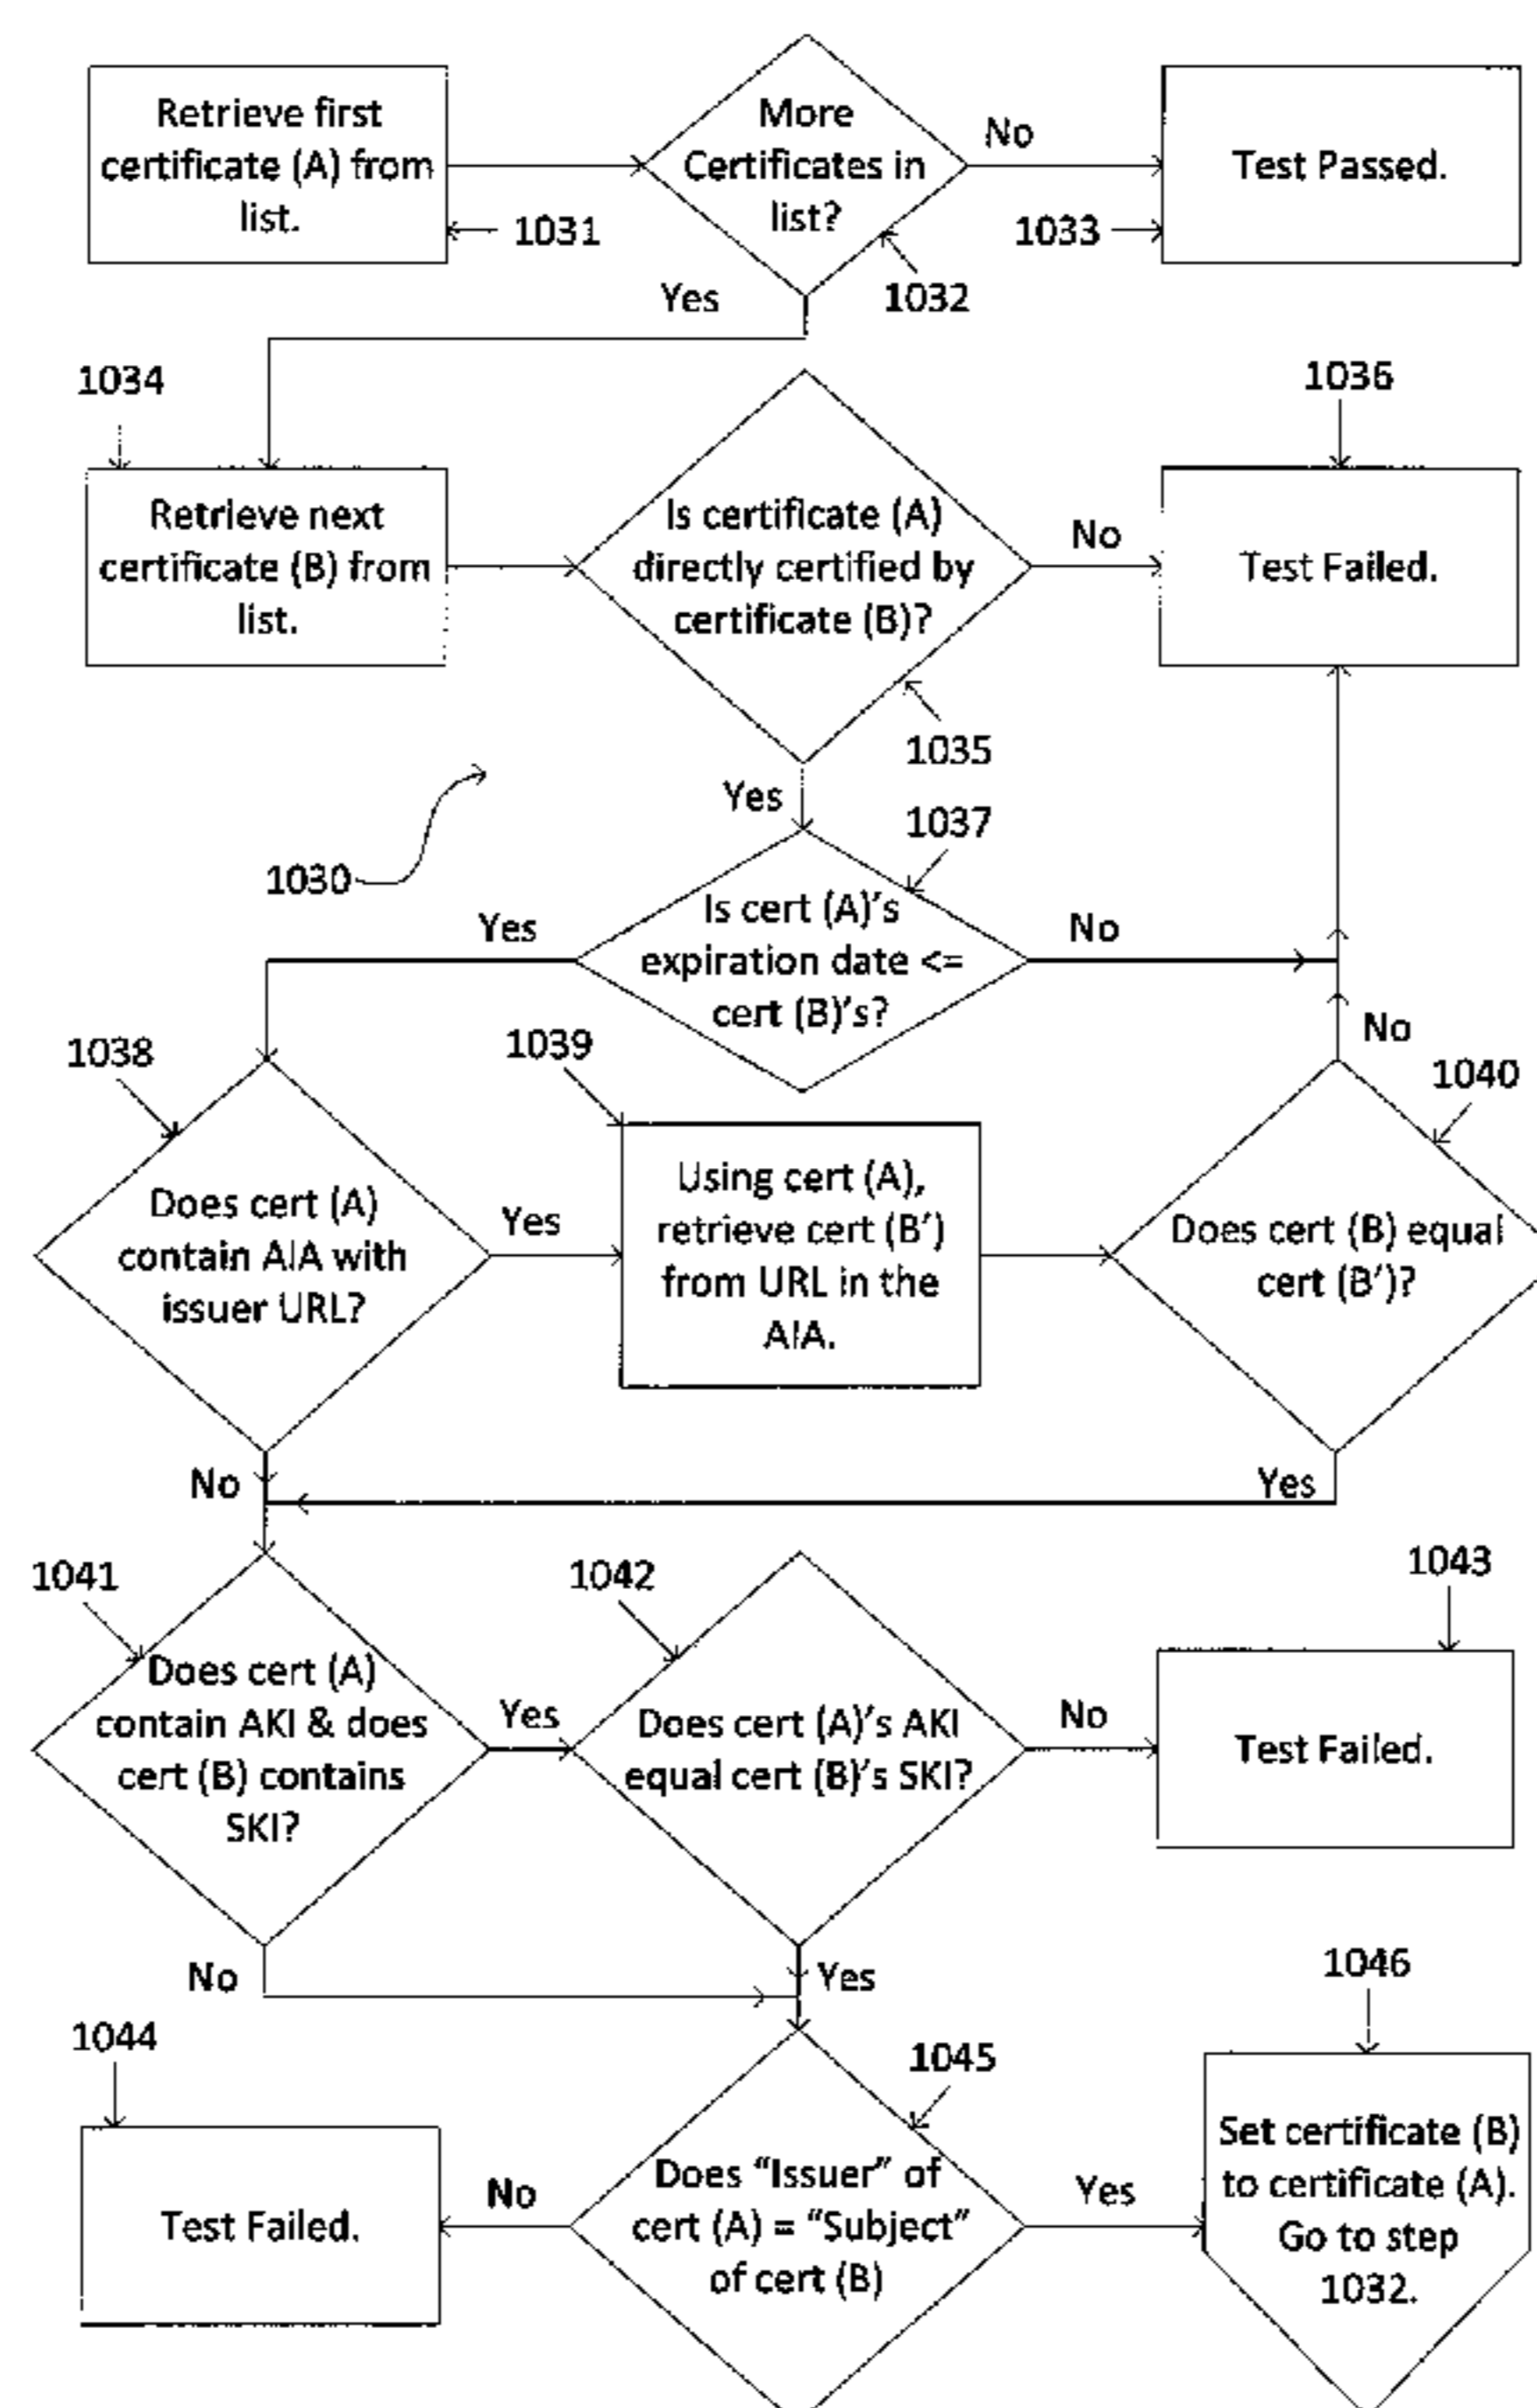 Retrieve first
certificate (A) from
list.
1031
More
Certificates in
list?
No
Yes
1032
Test Passed.
1033
1034
Retrieve next
certificate (B) from
list.
Is certificate (A)
directly certified by
certificate (B)?
No
1035
1036
Test Failed.
Yes
1030
1037
Is cert (A)'s
expiration date <=
cert (B)'s?
Yes
No
1038
Does cert (A)
contain AIA with
issuer URL?
Yes
No
1039
Using cert (A),
retrieve cert (B')
from URL in the
AIA.
No
1040
Does cert (B) equal
cert (B')?
Yes
1041
Does cert (A)
contain AKI & does
cert (B) contains
SKI?
Yes
No
1042
Does cert (A)'s AKI
equal cert (B)'s SKI?
No
Yes
1043
Test Failed.
1044
Test Failed.
No
1045
Does “Issuer” of
cert (A) = “Subject”
of cert (B)
Yes
1046
Set certificate (B)
to certificate (A).
Go to step
1032.